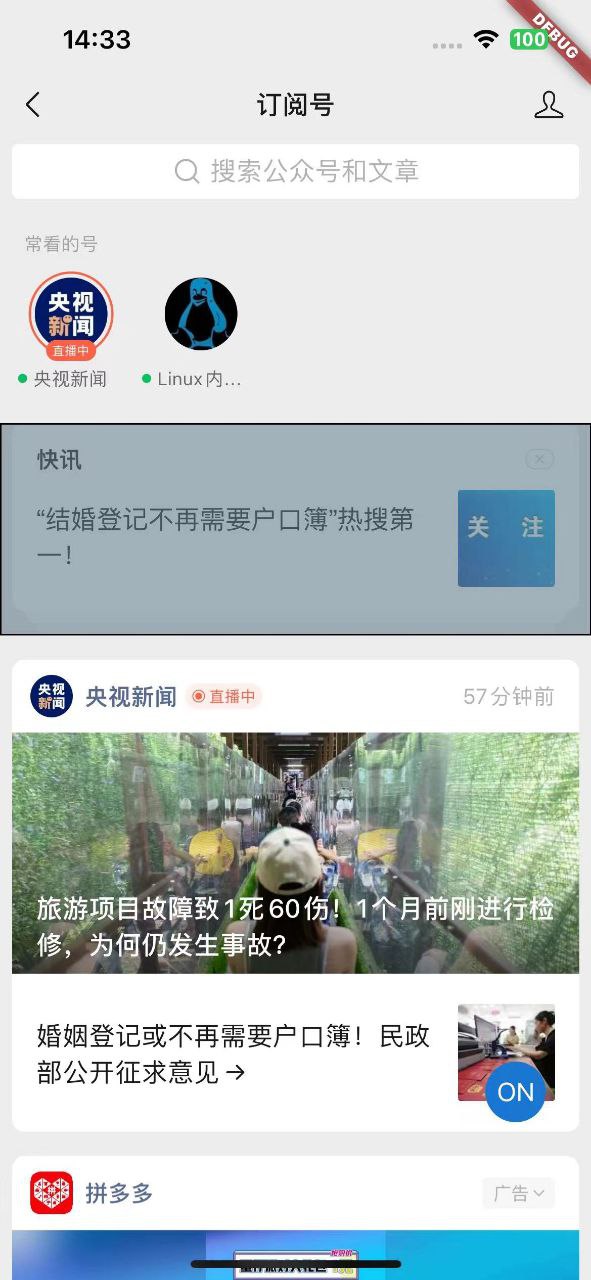 14:33
100
DEBUG
订阅号
搜索公众号和文章
常看的号
央视
新闻
直播中
央视新闻
Linux内...
快讯
“结婚登记不再需要户口簿”热搜第
一！
关 注
央视
新闻
央视新闻
直播中
57分钟前
旅游项目故障致1死60伤！1个月前刚进行检
修，为何仍发生事故?
婚姻登记或不再需要户口簿！民政
部公开征求意见→
ON
拼
拼多多
广告